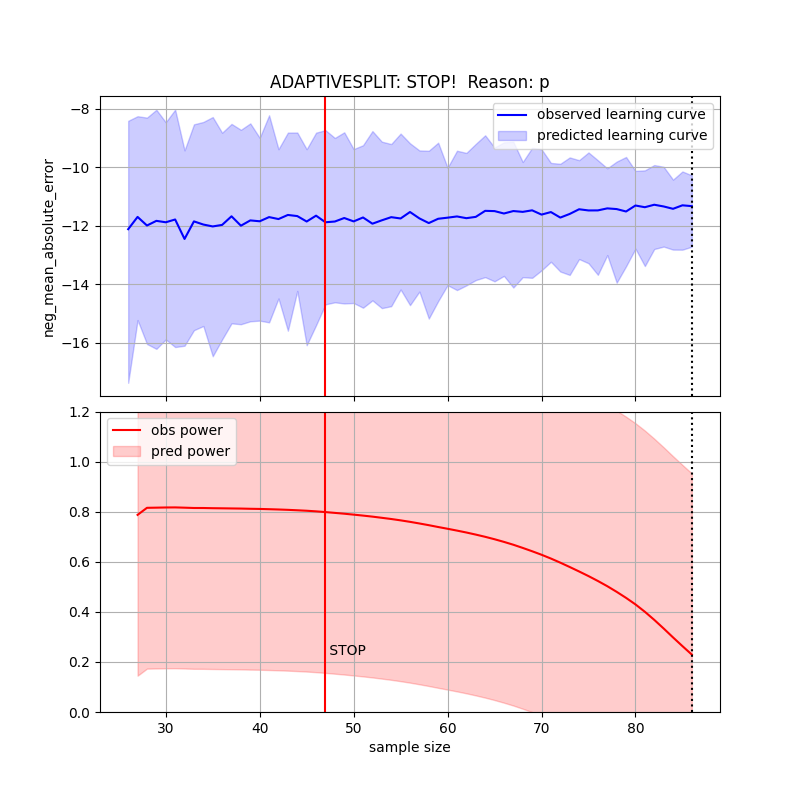 ADAPTIVESPLIT: STOP!  Reason: p
neg_mean_absolute_error
−8
−10
−12
−14
−16
observed learning curve
predicted learning curve
obs power
pred power
1.2
1.0
0.8
0.6
0.4
0.2
0.0
STOP
30 40 50 60 70 80
sample size